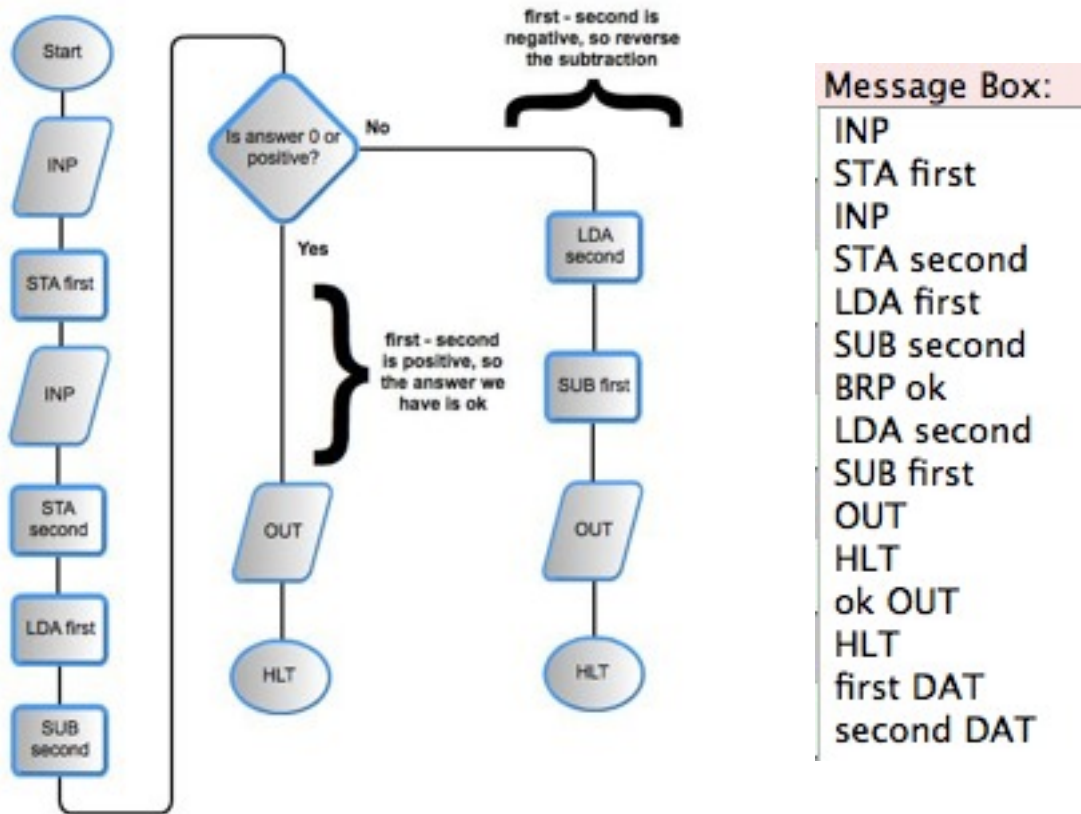 Start
INP
STA first
INP
STA
second
LDA first
SUB
second
Is answer 0 or
positive?
No
Yes
first - second
is positive, so
the answer we
have is ok
OUT
HLT
first - second is
negative, so reverse
the subtraction
LDA
second
SUB first
OUT
HLT
Message Box:
INP
STA first
INP
STA second
LDA first
SUB second
BRP ok
LDA second
SUB first
OUT
HLT
ok OUT
HLT
first DAT
second DAT